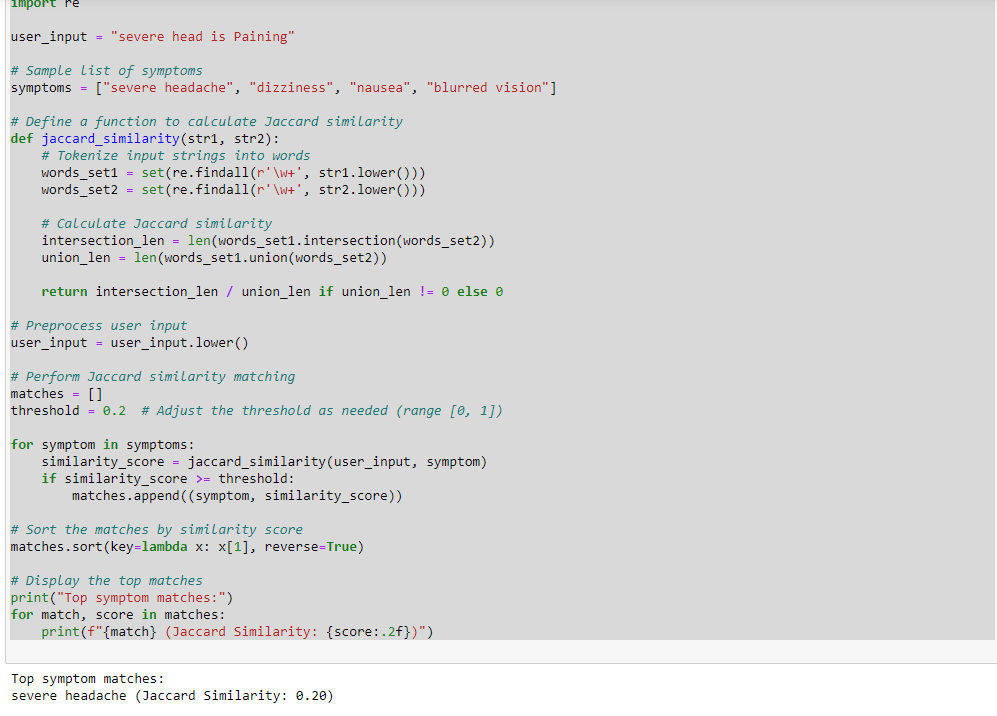 import re
user_input = "severe head is Paining"
# Sample list of symptoms
symptoms = ["severe headache", "dizziness", "nausea", "blurred vision"]
# Define a function to calculate Jaccard similarity
def jaccard_similarity(str1, str2):
    # Tokenize input strings into words
    words_set1 = set(re.findall(r'\w+', str1.lower()))
    words_set2 = set(re.findall(r'\w+', str2.lower()))
    # Calculate Jaccard similarity
    intersection_len = len(words_set1.intersection(words_set2))
    union_len = len(words_set1.union(words_set2))
    return intersection_len / union_len if union_len != 0 else 0
# Preprocess user input
user_input = user_input.lower()
# Perform Jaccard similarity matching
matches = []
threshold = 0.2  # Adjust the threshold as needed (range [0, 1])
for symptom in symptoms:
    similarity_score = jaccard_similarity(user_input, symptom)
    if similarity_score >= threshold:
        matches.append((symptom, similarity_score))
# Sort the matches by similarity score
matches.sort(key=lambda x: x[1], reverse=True)
# Display the top matches
print("Top symptom matches:")
for match, score in matches:
    print(f"{match} (Jaccard Similarity: {score:.2f})")
Top symptom matches:
severe headache (Jaccard Similarity: 0.20)